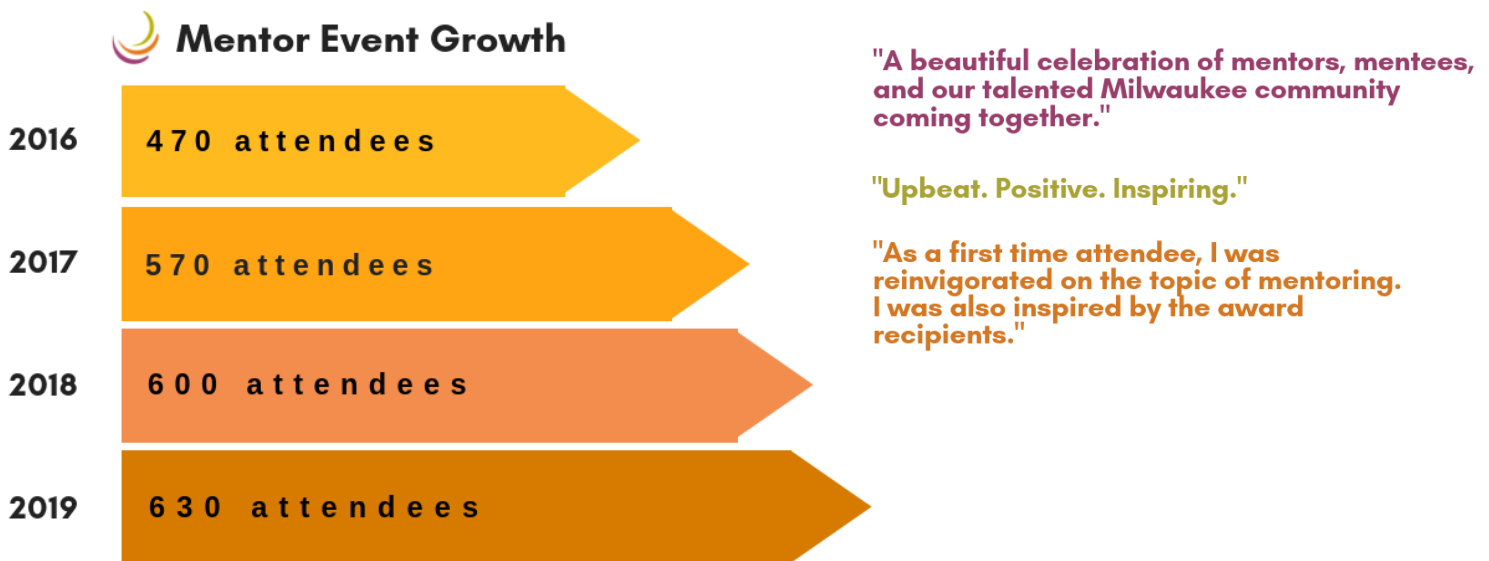 Mentor Event Growth
2016
470 attendees
2017
570 attendees
2018
600 attendees
2019
630 attendees
"A beautiful celebration of mentors, mentees,
and our talented Milwaukee community
coming together."
"Upbeat. Positive. Inspiring."
"As a first time attendee, I was
reinvigorated on the topic of mentoring.
I was also inspired by the award
recipients."